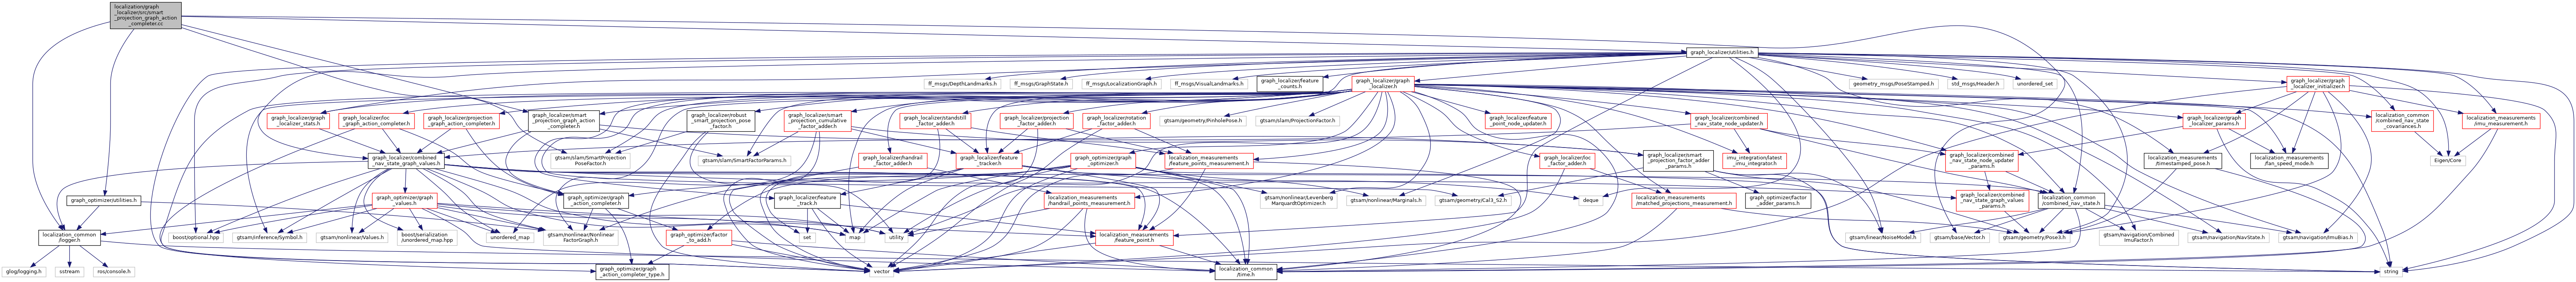 localization/graph
_localizer/src/smart
_projection_graph_action
_completer.cc
graph_localizer/utilities.h
ff_msgs/DepthLandmarks.h
ff_msgs/GraphState.h
ff_msgs/LocalizationGraph.h
ff_msgs/VisualLandmarks.h
graph_localizer/feature
_counts.h
graph_localizer/graph
_localizer.h
geometry_msgs/PoseStamped.h
std_msgs/Header.h
unordered_set
graph_localizer/graph
_localizer_initializer.h
graph_localizer/graph
_localizer_stats.h
graph_localizer/loc
_graph_action_completer.h
graph_localizer/projection
_graph_action_completer.h
graph_localizer/smart
_projection_graph_action
_completer.h
graph_localizer/robust
_smart_projection_pose
_factor.h
graph_localizer/smart
_projection_cumulative
_factor_adder.h
graph_localizer/standstill
_factor_adder.h
graph_localizer/projection
_factor_adder.h
graph_localizer/rotation
_factor_adder.h
gtsam/geometry/PinholePose.h
gtsam/slam/ProjectionFactor.h
graph_localizer/feature
_point_node_updater.h
graph_localizer/combined
_nav_state_node_updater.h
graph_localizer/graph
_localizer_params.h
localization_common
/combined_nav_state
_covariances.h
localization_measurements
/imu_measurement.h
graph_localizer/combined
_nav_state_graph_values.h
gtsam/slam/SmartProjection
PoseFactor.h
gtsam/slam/SmartFactorParams.h
graph_localizer/handrail
_factor_adder.h
graph_localizer/feature
_tracker.h
graph_optimizer/graph
_optimizer.h
localization_measurements
/feature_points_measurement.h
graph_localizer/loc
_factor_adder.h
graph_localizer/smart
_projection_factor_adder
_params.h
imu_integration/latest
_imu_integrator.h
graph_localizer/combined
_nav_state_node_updater
_params.h
localization_measurements
/timestamped_pose.h
localization_measurements
/fan_speed_mode.h
Eigen/Core
graph_optimizer/utilities.h
graph_optimizer/graph
_values.h
graph_optimizer/graph
_action_completer.h
graph_localizer/feature
_track.h
localization_measurements
/handrail_points_measurement.h
gtsam/nonlinear/Levenberg
MarquardtOptimizer.h
gtsam/nonlinear/Marginals.h
gtsam/geometry/Cal3_S2.h
deque
localization_measurements
/matched_projections_measurement.h
graph_optimizer/factor
_adder_params.h
graph_localizer/combined
_nav_state_graph_values
_params.h
localization_common
/combined_nav_state.h
localization_common
/logger.h
boost/optional.hpp
gtsam/inference/Symbol.h
gtsam/nonlinear/Values.h
boost/serialization
/unordered_map.hpp
unordered_map
gtsam/nonlinear/Nonlinear
FactorGraph.h
graph_optimizer/factor
_to_add.h
set
map
utility
localization_measurements
/feature_point.h
gtsam/linear/NoiseModel.h
gtsam/base/Vector.h
gtsam/geometry/Pose3.h
gtsam/navigation/Combined
ImuFactor.h
gtsam/navigation/NavState.h
gtsam/navigation/ImuBias.h
glog/logging.h
sstream
ros/console.h
graph_optimizer/graph
_action_completer_type.h
vector
localization_common
/time.h
string